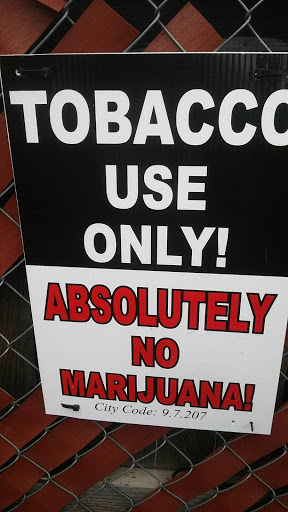 TOBACCO
USE
ONLY!
ABSOLUTELY
NO
MARIJUANA!
City Code: 9.7.207